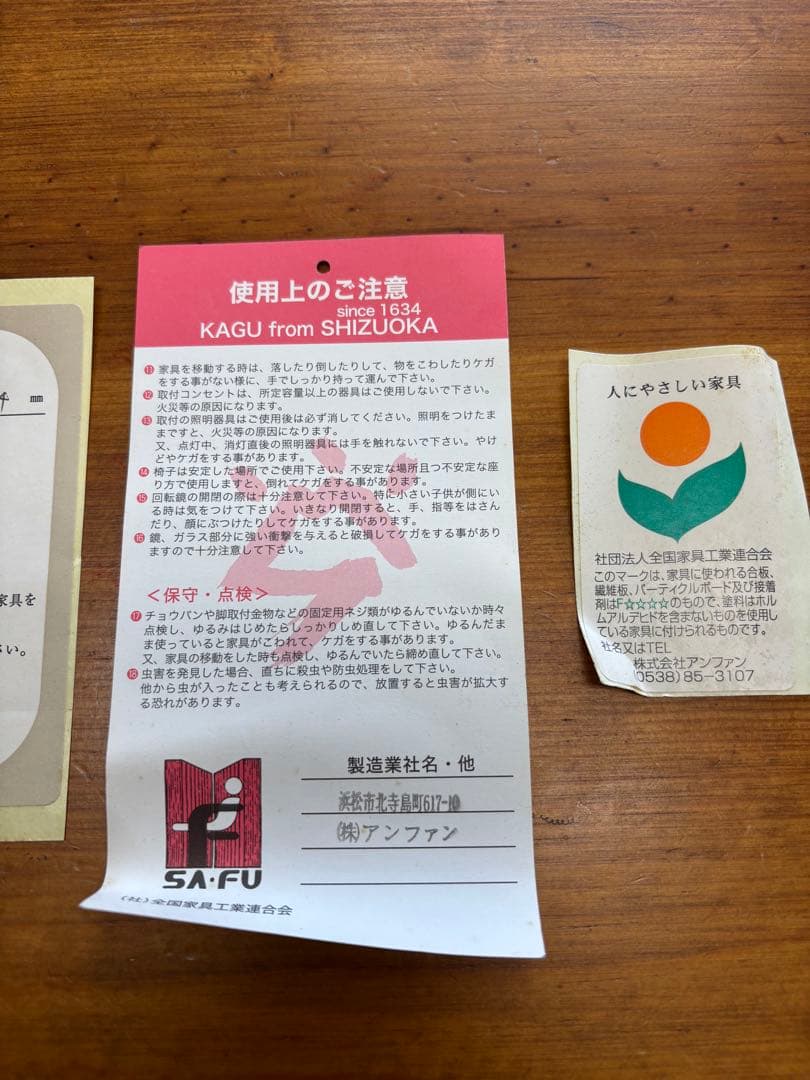 4 mm
家具を
さい。
使用上のご注意
since 1634
KAGU from SHIZUOKA
⑪ 家具を移動する時は、落したり倒したりして、物をこわしたりケガ
をする事がない様に、手でしっかり持って運んで下さい。
⑫ 取付コンセントは、所定容量以上の器具はご使用しないで下さい。
火災等の原因になります。
⑬ 取付の照明器具はご使用後は必ず消してください。照明をつけたま
まですと、火災等の原因になります。
又、点灯中、消灯直後の照明器具には手を触れないで下さい。やけ
どやケガをする事があります。
⑭ 椅子は安定した場所でご使用下さい。不安定な場所且つ不安定な座
り方で使用しますと、倒れてケガをする事があります。
⑮ 回転鏡の開閉の際は十分注意して下さい。特に小さい子供が側にい
る時は気をつけて下さい。いきなり開閉すると、手、指等をはさん
だり、顔にぶつけたりしてケガをする事があります。
⑯ 鏡、ガラス部分に強い衝撃を与えると破損してケガをする事があり
ますので十分注意して下さい。
＜保守・点検＞
⑰ チョウバンや脚取付金物などの固定用ネジ類がゆるんでいないか時々
点検し、ゆるみはじめたらしっかりしめ直して下さい。ゆるんだま
ま使っていると家具がこわれて、ケガをする事があります。
又、家具の移動をした時も点検し、ゆるんでいたら締め直して下さい。
⑱ 虫害を発見した場合、直ちに殺虫や防虫処理をして下さい。
他から虫が入ったことも考えられるので、放置すると虫害が拡大す
る恐れがあります。
製造業社名・他
浜松市北寺島町617-10
(株)アンファン
SA・FU
(社)全国家具工業連合会
人にやさしい家具
社団法人全国家具工業連合会
このマークは、家具に使われる合板、
繊維板、パーティクルボード及び接着
剤はF☆☆☆☆のもので、塗料はホル
ムアルデヒドを含まないものを使用し
ている家具に付けられるものです。
社名又はTEL
株式会社アンファン
(0538)85-3107